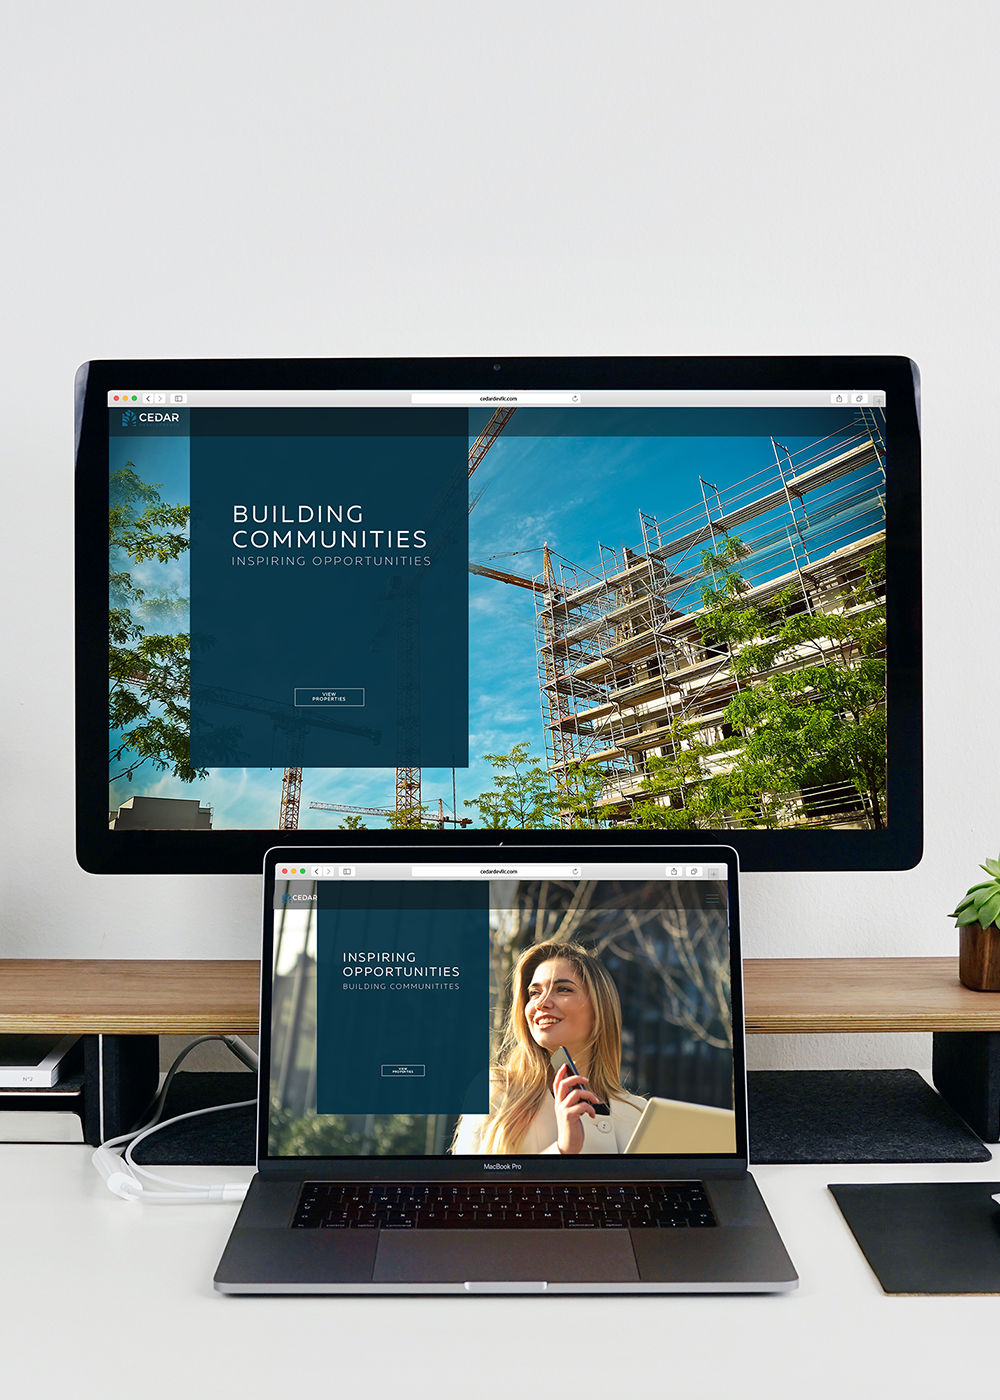 cedardevllc.com
CEDAR
BUILDING
COMMUNITIES
INSPIRING OPPORTUNITIES
VIEW
PROPERTIES
cedardevllc.com
CEDAR
INSPIRING
OPPORTUNITIES
BUILDING COMMUNITITES
VIEW
PROPERTIES
MacBook Pro
N°2